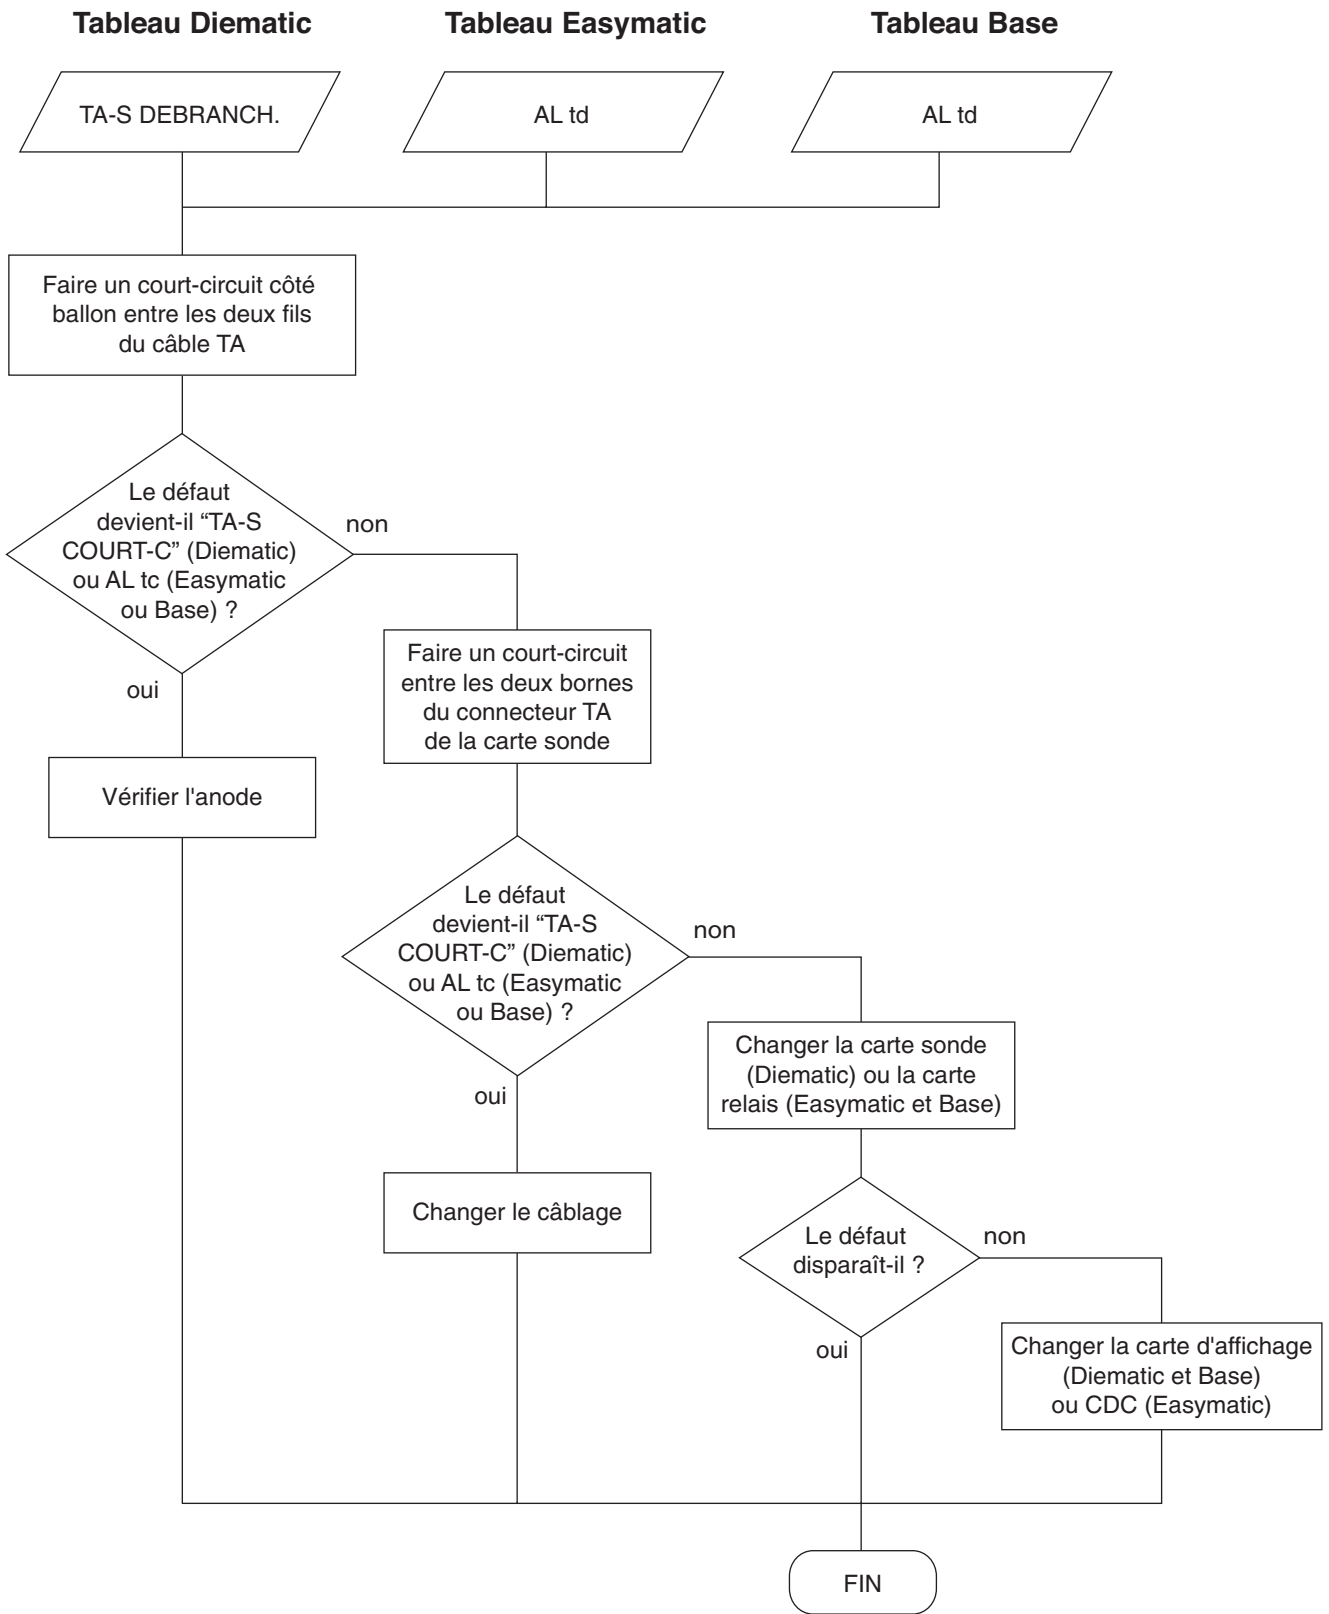 Tableau Diematic
Tableau Easymatic
Tableau Base
TA-S DEBRANCH.
AL td
AL td
Faire un court-circuit côté
ballon entre les deux fils
du câble TA
Le défaut
devient-il “TA-S
COURT-C” (Diematic)
ou AL tc (Easymatic
ou Base) ?
non
oui
Faire un court-circuit
entre les deux bornes
du connecteur TA
de la carte sonde
Vérifier l'anode
Le défaut
devient-il “TA-S
COURT-C” (Diematic)
ou AL tc (Easymatic
ou Base) ?
non
oui
Changer la carte sonde
(Diematic) ou la carte
relais (Easymatic et Base)
Changer le câblage
Le défaut
disparaît-il ?
non
oui
Changer la carte d'affichage
(Diematic et Base)
ou CDC (Easymatic)
FIN